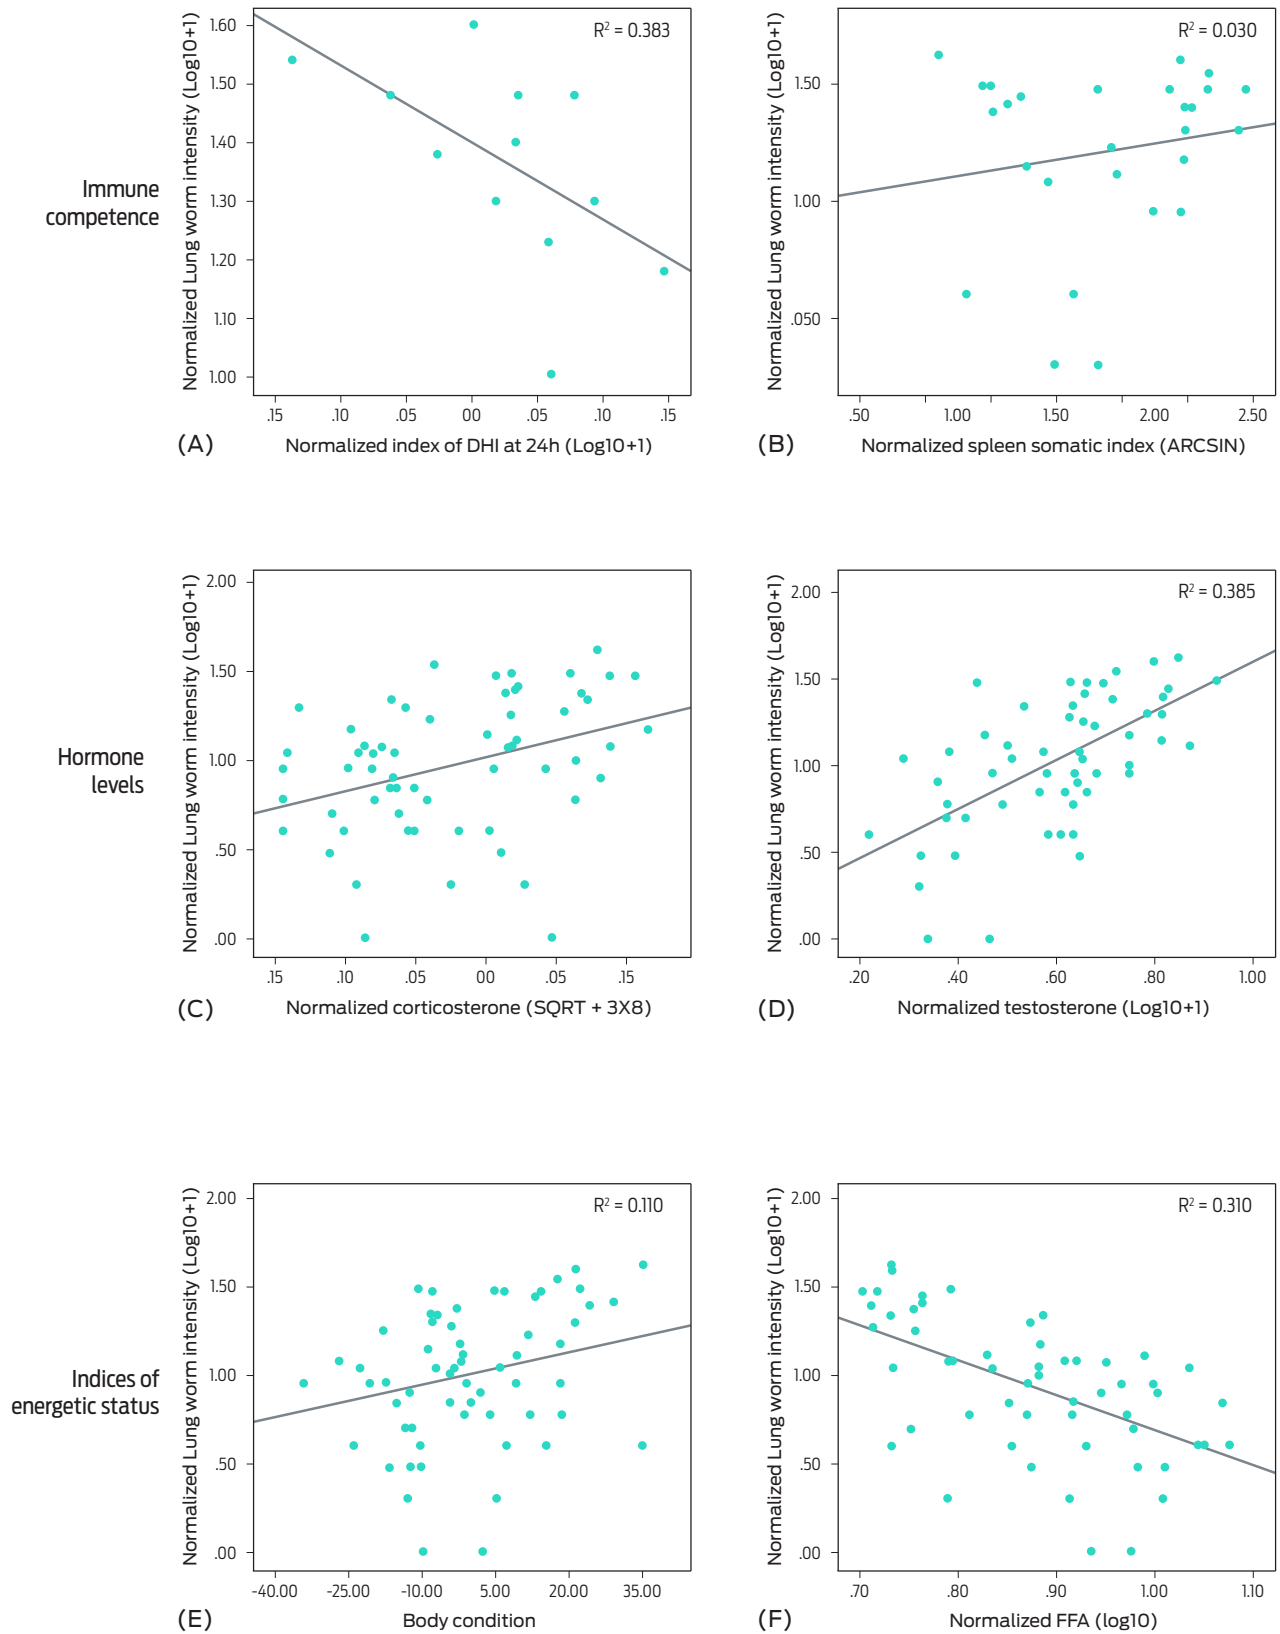 Immune
competence
Normalized Lung worm intensity (Log10+1)
1.60
1.50
1.40
1.30
1.20
1.10
1.00
R² = 0.383
.15 .10 .05 00 .05 .10 .15
(A) Normalized index of DHI at 24h (Log10+1)
Normalized Lung worm intensity (Log10+1)
1.50
1.00
.050
R² = 0.030
.50 1.00 1.50 2.00 2.50
(B) Normalized spleen somatic index (ARCSIN)
Hormone
levels
Normalized Lung worm intensity (Log10+1)
2.00
1.50
1.00
.50
.00
.15 .10 .05 00 .05 .15
(C) Normalized corticosterone (SQRT + 3X8)
Normalized Lung worm intensity (Log10+1)
2.00
1.50
1.00
.50
.00
R² = 0.385
.20 .40 .60 .80 1.00
(D) Normalized testosterone (Log10+1)
Indices of
energetic status
Normalized Lung worm intensity (Log10+1)
2.00
1.50
1.00
.50
.00
R² = 0.110
-40.00 -25.00 -10.00 5.00 20.00 35.00
(E) Body condition
Normalized Lung worm intensity (Log10+1)
2.00
1.50
1.00
.50
.00
R² = 0.310
.70 .80 .90 1.00 1.10
(F) Normalized FFA (log10)